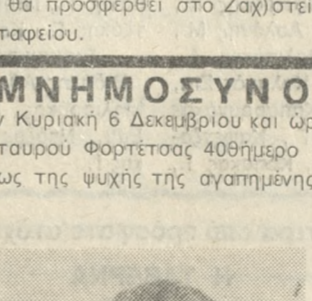 θα προσφερθεί στο Ζαχ)στεί
ταφείου.
ΜΝΗΜΟΣΥΝΟ
Κυριακή 6 Δεκεμβρίου και ώρ
ταυρού Φορτέτσας 40θήμερο
ως της ψυχής της αγαπημένης